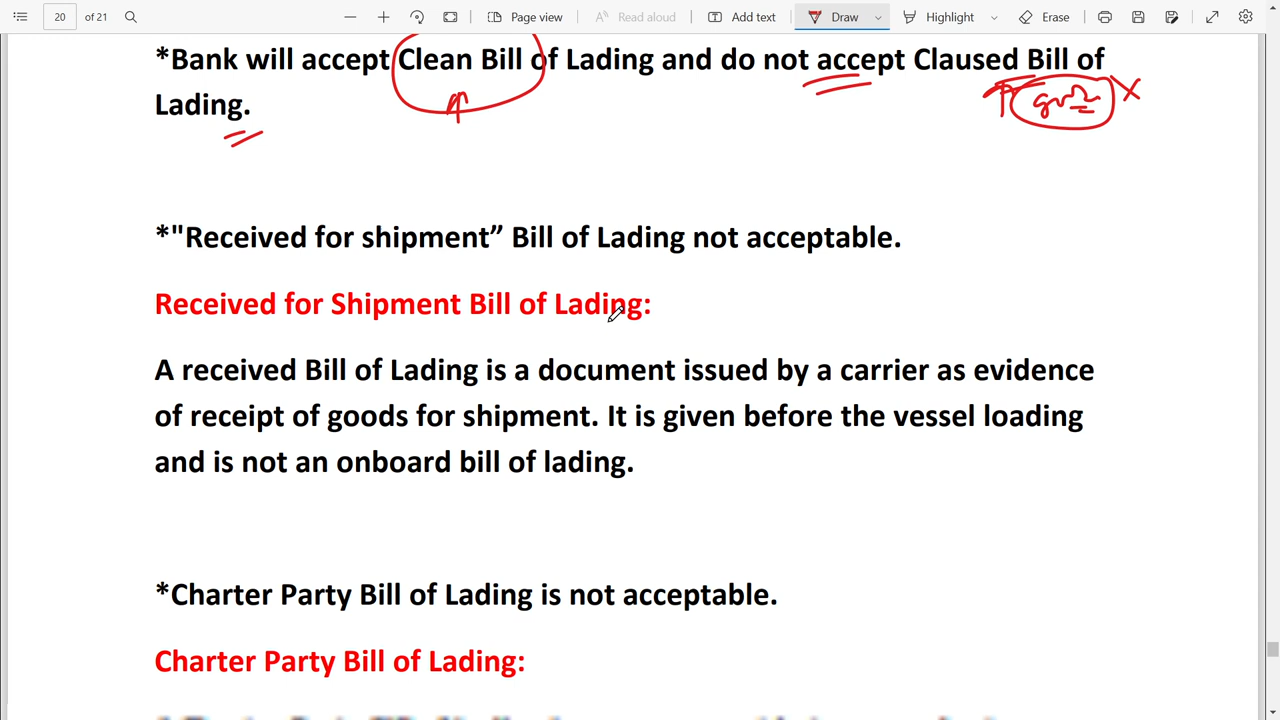 20 of 21
Page view
Read aloud
Add text
Draw
Highlight
Erase
*Bank will accept Clean Bill of Lading and do not accept Claused Bill of
Lading.
*"Received for shipment” Bill of Lading not acceptable.
Received for Shipment Bill of Lading:
A received Bill of Lading is a document issued by a carrier as evidence
of receipt of goods for shipment. It is given before the vessel loading
and is not an onboard bill of lading.
*Charter Party Bill of Lading is not acceptable.
Charter Party Bill of Lading: